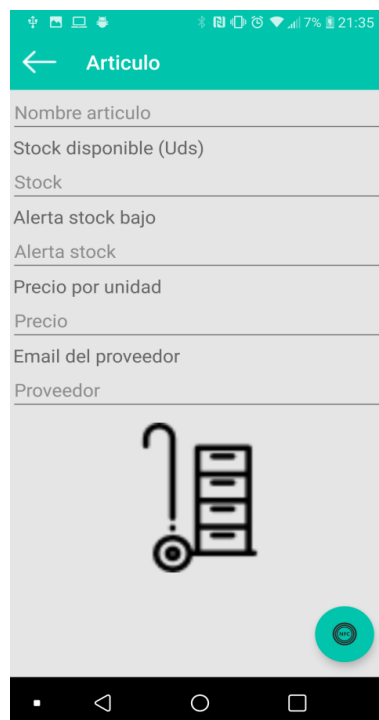 7% 21:35
Articulo
Nombre articulo
Stock disponible (Uds)
Stock
Alerta stock bajo
Alerta stock
Precio por unidad
Precio
Email del proveedor
Proveedor
NFC